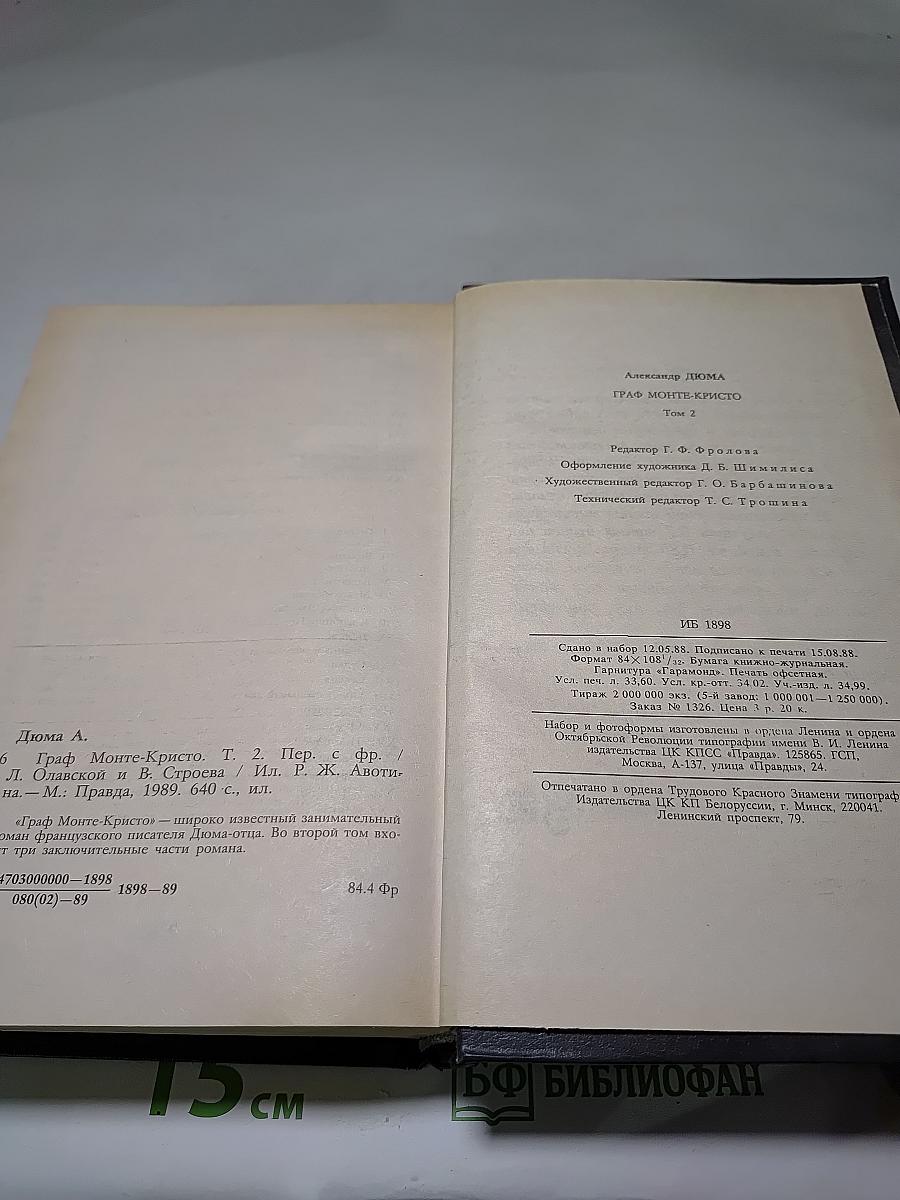 Дюма А.
6 Граф Монте-Кристо. Т. 2. Пер. с фр. /
Л. Олавской и В. Строева / Ил. Р. Ж. Авоти-
на.— М.: Правда, 1989. 640 с., ил.
«Граф Монте-Кристо» — широко известный занимательный
оман французского писателя Дюма-отца. Во второй том вхо-
т три заключительные части романа.
4703000000—1898
080(02)—89
1898—89
84.4 Фр
Александр ДЮМА
ГРАФ МОНТЕ-КРИСТО
Том 2
Редактор Г. Ф. Фролова
Оформление художника Д. Б. Шимилиса
Художественный редактор Г. О. Барбашинова
Технический редактор Т. С. Трошина
ИБ 1898
Сдано в набор 12.05.88. Подписано к печати 15.08.88.
Формат 84×108¹/₃₂. Бумага книжно-журнальная.
Гарнитура «Гарамонд». Печать офсетная.
Усл. печ. л. 33,60. Усл. кр.-отт. 34.02. Уч.-изд. л. 34,99.
Тираж 2 000 000 экз. (5-й завод: 1 000 001—1 250 000).
Заказ № 1326. Цена 3 р. 20 к.
Набор и фотоформы изготовлены в ордена Ленина и ордена
Октябрьской Революции типографии имени В. И. Ленина
издательства ЦК КПСС «Правда». 125865. ГСП,
Москва, А-137, улица «Правды», 24.
Отпечатано в ордена Трудового Красного Знамени типограф
Издательства ЦК КП Белоруссии, г. Минск, 220041.
Ленинский проспект, 79.
15 см
БФ БИБЛИОФАН